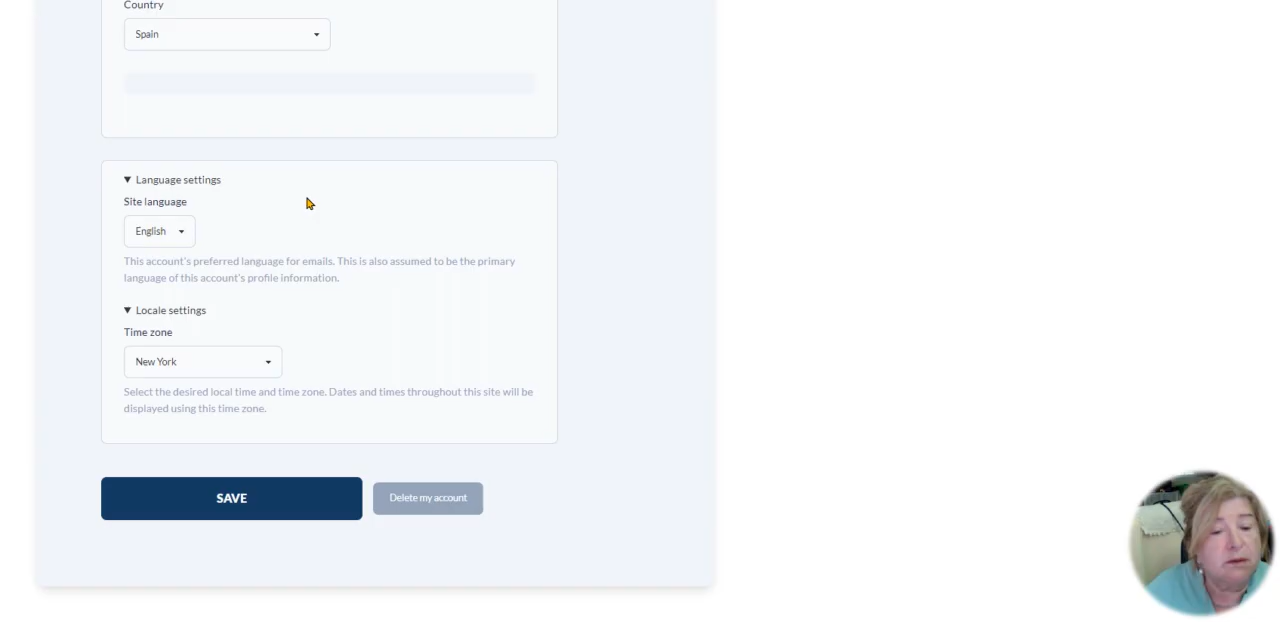 Country
Spain
Language settings
Site language
English
This account's preferred language for emails. This is also assumed to be the primary
language of this account's profile information.
Locale settings
Time zone
New York
Select the desired local time and time zone. Dates and times throughout this site will be
displayed using this time zone.
SAVE
Delete my account